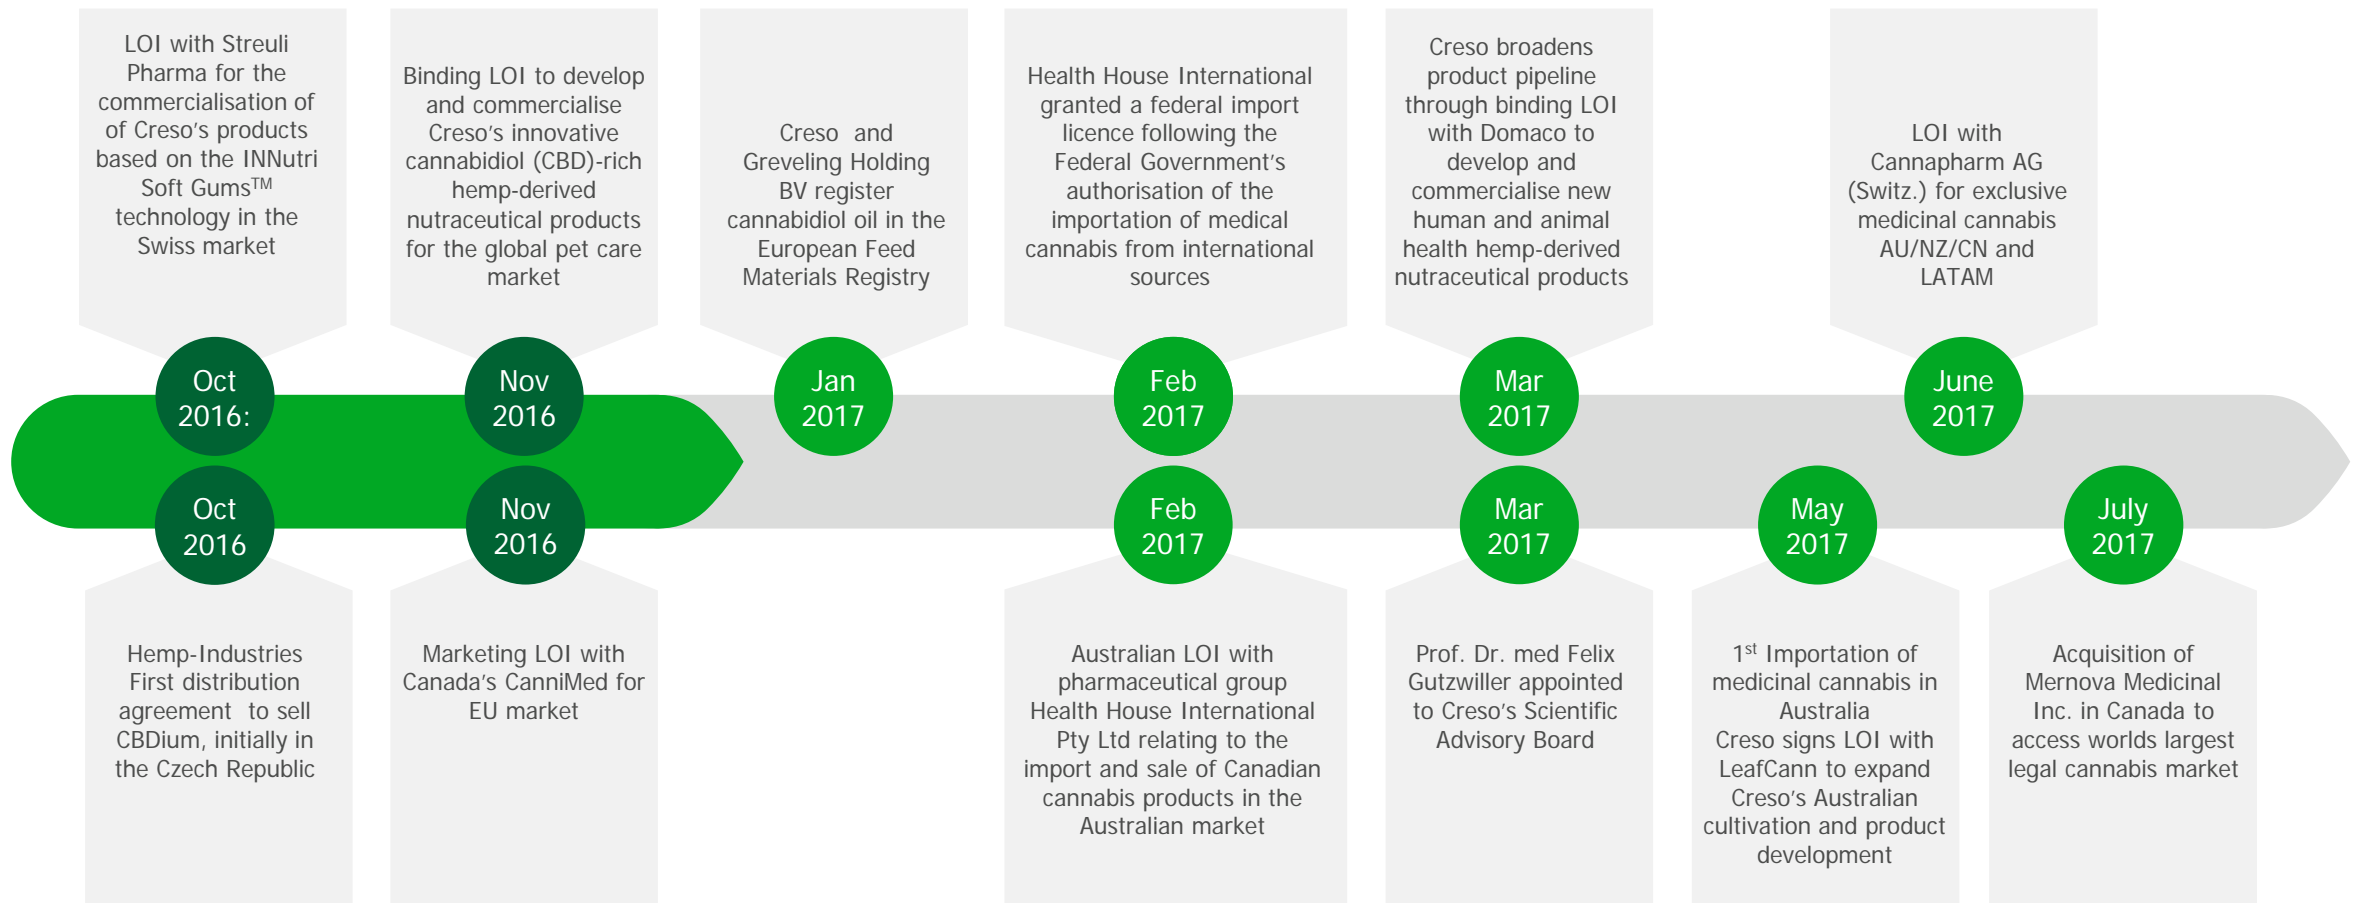 LOI with Streuli
Pharma for the
commercialisation of
of Creso’s products
based on the INNutri
Soft Gums™
technology in the
Swiss market
Binding LOI to develop
and commercialise
Creso’s innovative
cannabidiol (CBD)-rich
hemp-derived
nutraceutical products
for the global pet care
market
Creso and
Greveling Holding
BV register
cannabidiol oil in the
European Feed
Materials Registry
Health House International
granted a federal import
licence following the
Federal Government’s
authorisation of the
importation of medical
cannabis from international
sources
Creso broadens
product pipeline
through binding LOI
with Domaco to
develop and
commercialise new
human and animal
health hemp-derived
nutraceutical products
LOI with
Cannapharm AG
(Switz.) for exclusive
medicinal cannabis
AU/NZ/CN and
LATAM
Oct
2016:
Nov
2016
Jan
2017
Feb
2017
Mar
2017
June
2017
Oct
2016
Nov
2016
Feb
2017
Mar
2017
May
2017
July
2017
Hemp-Industries
First distribution
agreement to sell
CBDium, initially in
the Czech Republic
Marketing LOI with
Canada’s CanniMed for
EU market
Australian LOI with
pharmaceutical group
Health House International
Pty Ltd relating to the
import and sale of Canadian
cannabis products in the
Australian market
Prof. Dr. med Felix
Gutzwiller appointed
to Creso’s Scientific
Advisory Board
1st Importation of
medicinal cannabis in
Australia
Creso signs LOI with
LeafCann to expand
Creso’s Australian
cultivation and product
development
Acquisition of
Mernova Medicinal
Inc. in Canada to
access worlds largest
legal cannabis market